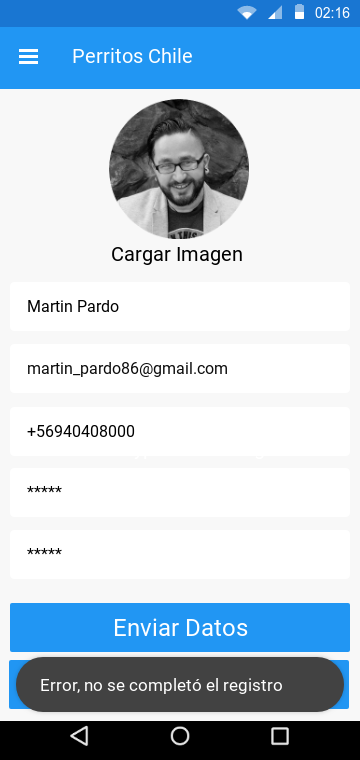 02:16
Perritos Chile
Cargar Imagen
Martin Pardo
martin_pardo86@gmail.com
+56940408000
*****
*****
Enviar Datos
Error, no se completó el registro